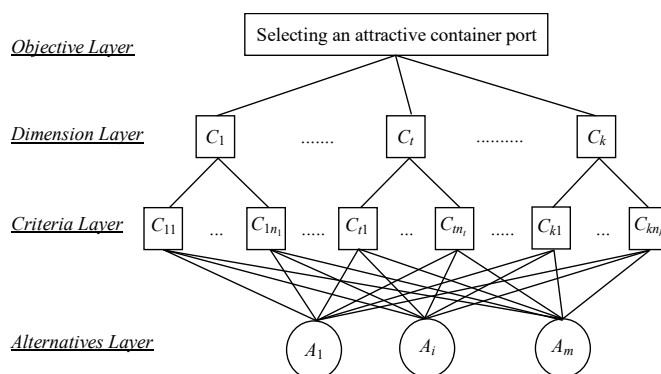 Selecting an attractive container port
Objective Layer
Dimension Layer C1 ....... Ct .......... Ck
Criteria Layer C11 ... C1n1 ..... Ct1 ... Ctnt ..... Ck1 ... Cknk
Alternatives Layer A1 Ai Am